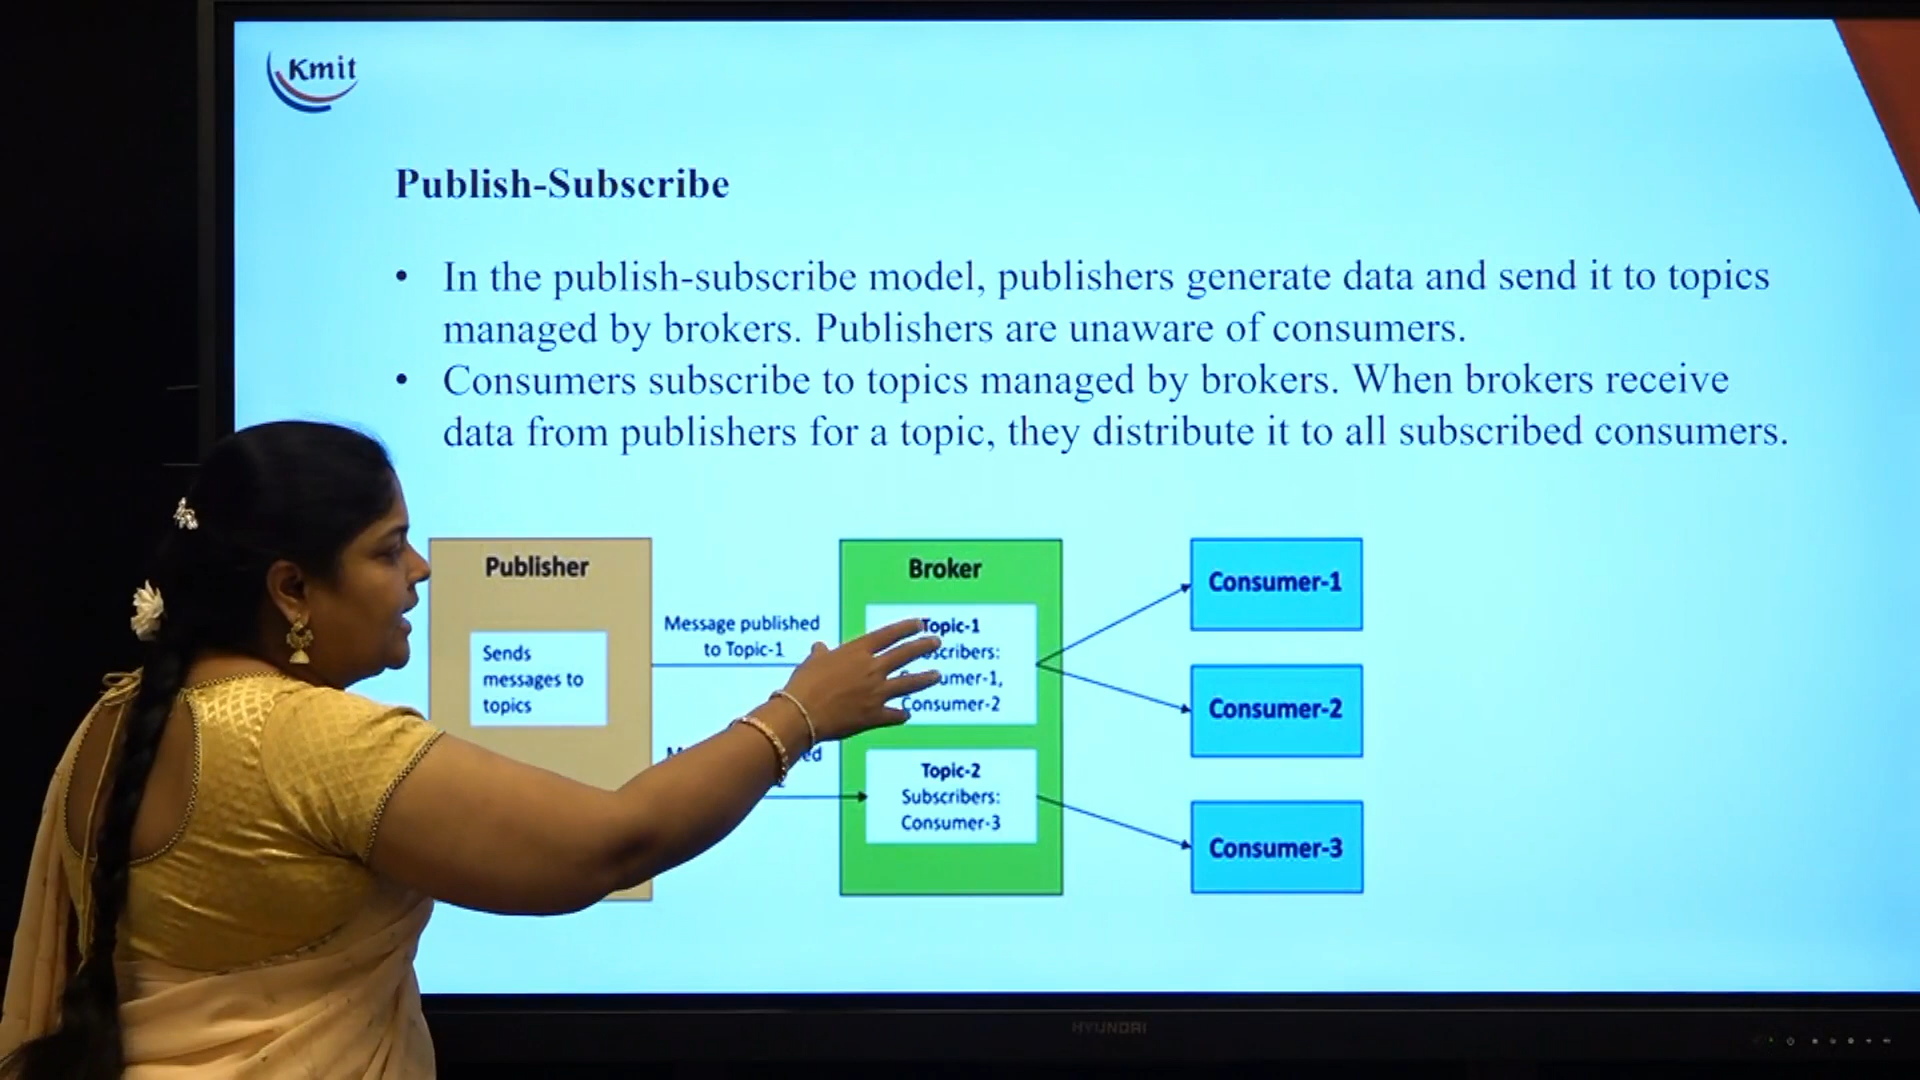 Kmit
Publish-Subscribe
• In the publish-subscribe model, publishers generate data and send it to topics
managed by brokers. Publishers are unaware of consumers.
• Consumers subscribe to topics managed by brokers. When brokers receive
data from publishers for a topic, they distribute it to all subscribed consumers.
Publisher
Sends
messages to
topics
Message published
to Topic-1
Broker
Topic-1
Consumer-2
Topic-2
Subscribers:
Consumer-3
Consumer-1
Consumer-2
Consumer-3
HYUNDAI